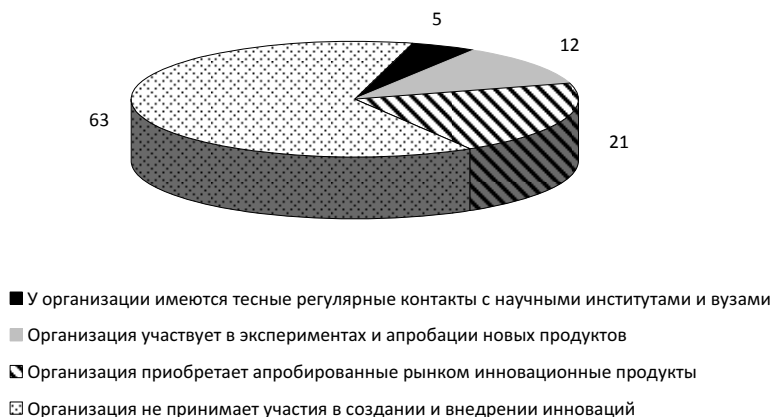 5
12
63
21
У организации имеются тесные регулярные контакты с научными институтами и вузами
Организация участвует в экспериментах и апробации новых продуктов
Организация приобретает апробированные рынком инновационные продукты
Организация не принимает участия в создании и внедрении инноваций